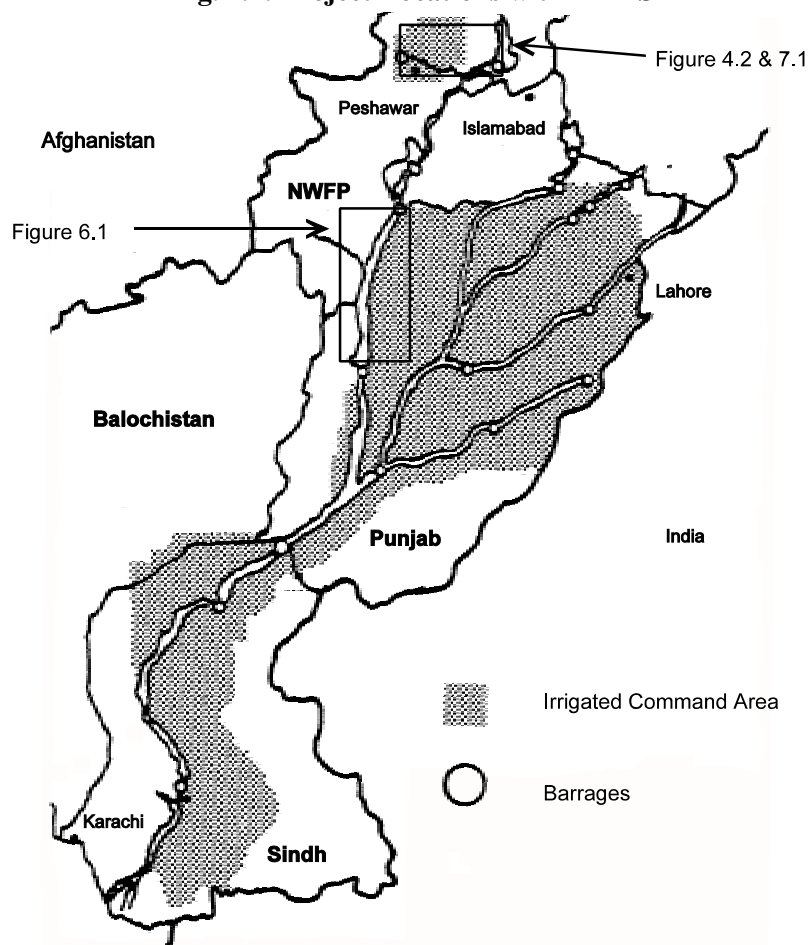 Figure 4.2 & 7.1
Peshawar
Islamabad
Afghanistan
NWFP
Figure 6.1
Lahore
Balochistan
Punjab
India
Irrigated Command Area
Barrages
Karachi
Sindh